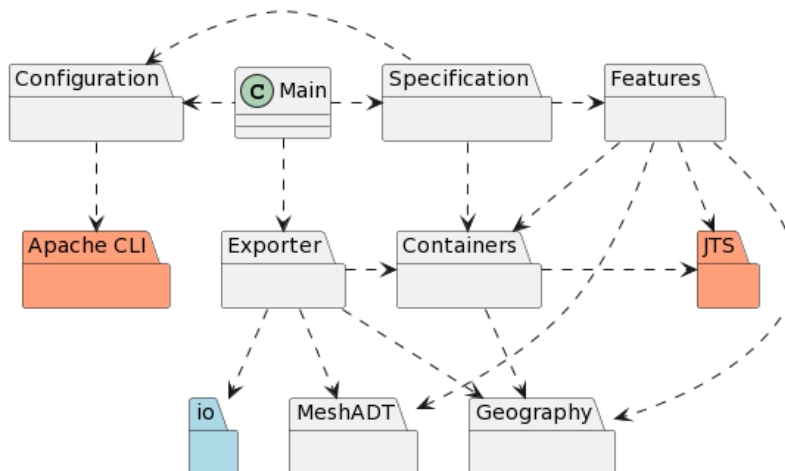 Configuration
C Main
Specification
Features
Apache CLI
Exporter
Containers
JTS
io
MeshADT
Geography